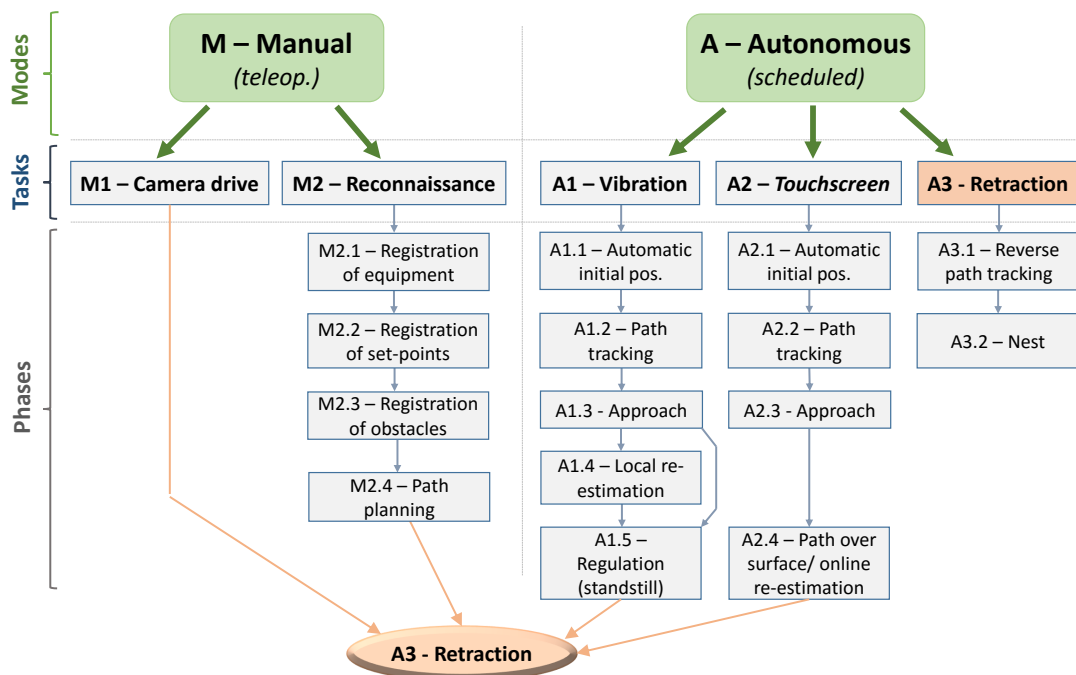 Modes
M – Manual
(teleop.)
A – Autonomous
(scheduled)
Tasks
M1 – Camera drive
M2 – Reconnaissance
A1 – Vibration
A2 – Touchscreen
A3 - Retraction
Phases
M2.1 – Registration
of equipment
M2.2 – Registration
of set-points
M2.3 – Registration
of obstacles
M2.4 – Path
planning
A1.1 – Automatic
initial pos.
A1.2 – Path
tracking
A1.3 - Approach
A1.4 – Local re-
estimation
A1.5 –
Regulation
(standstill)
A2.1 – Automatic
initial pos.
A2.2 – Path
tracking
A2.3 - Approach
A2.4 – Path over
surface/ online
re-estimation
A3.1 – Reverse
path tracking
A3.2 – Nest
A3 - Retraction